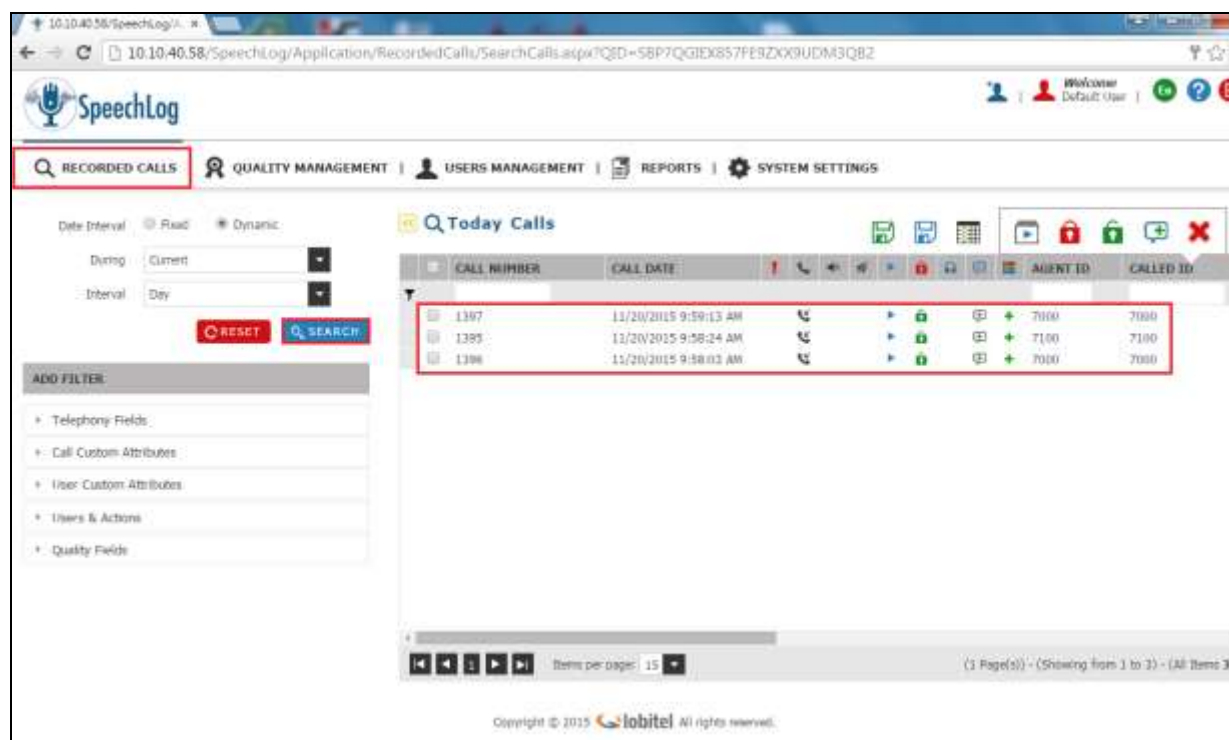 10.10.40.58/SpeechLog/A
10.10.40.58/SpeechLog/Application/RecordedCalls/SearchCalls.aspx?
SpeechLog
Welcome
Default User
En
RECORDED CALLS
QUALITY MANAGEMENT |
USERS MANAGEMENT |
REPORTS |
SYSTEM SETTINGS
Date Interval Fixed Dynamic
During Current
Interval Day
RESET SEARCH
ADD FILTER
Telephony Fields
Call Custom Attributes
User Custom Attributes
Users & Actions
Quality Fields
Today Calls
CALL NUMBER CALL DATE AGENT ID CALLED ID
1397 11/20/2015 9:59:13 AM 7000 7000
1395 11/20/2015 9:58:24 AM 7100 7100
1396 11/20/2015 9:58:03 AM 7000 7000
1 Items per page: 15
(1 Page(s)) - (Showing from 1 to 3) - (All Items 3
Copyright © 2015 lobitel All rights reserved.